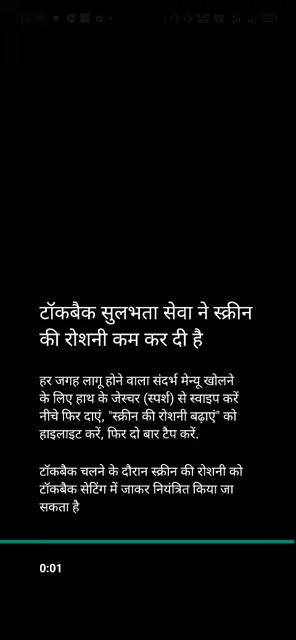 टॉकबैक सुलभता सेवा ने स्क्रीन
की रोशनी कम कर दी है
हर जगह लागू होने वाला संदर्भ मेन्यू खोलने
के लिए हाथ के जेस्चर (स्पर्श) से स्वाइप करें
नीचे फिर दाएं, "स्क्रीन की रोशनी बढ़ाएं" को
हाइलाइट करें, फिर दो बार टैप करें.
टॉकबैक चलने के दौरान स्क्रीन की रोशनी को
टॉकबैक सेटिंग में जाकर नियंत्रित किया जा
सकता है
0:01